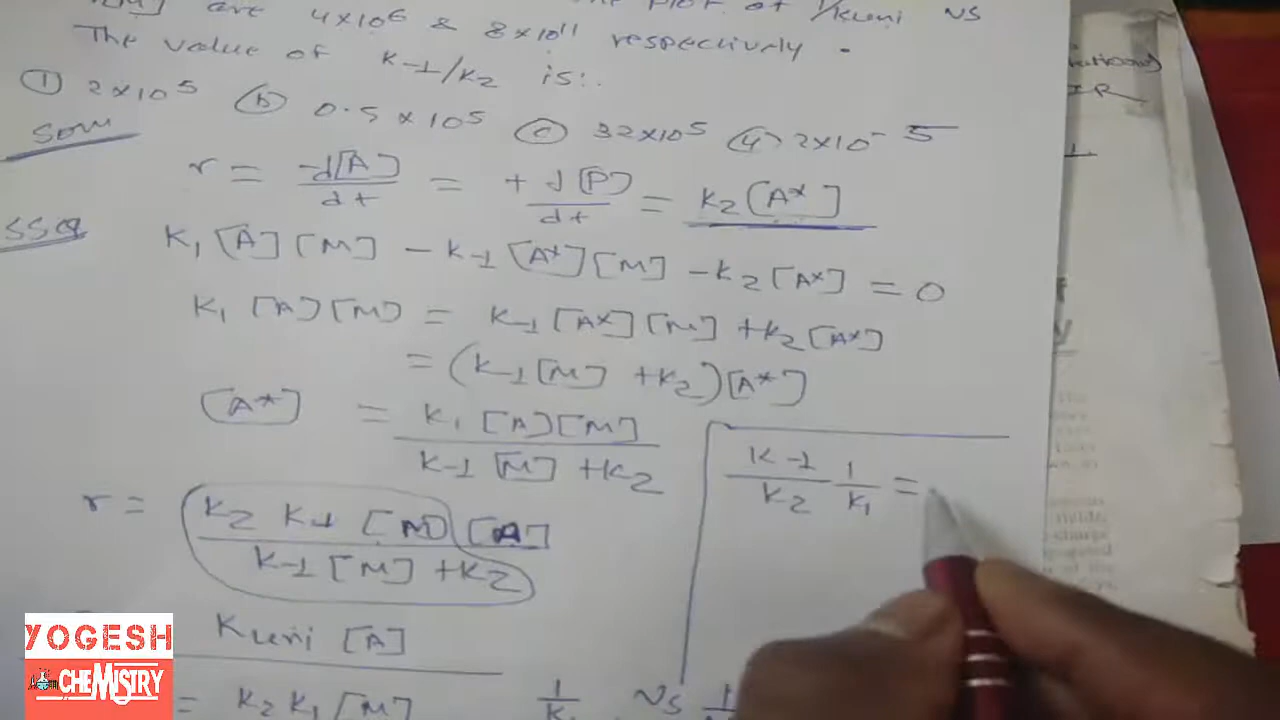 are 4×10⁶ & 8×10¹¹ respectivrly .
The value of K-1/K2 is:.
① 2×10⁵ ⓑ 0.5×10⁵ ⓒ 32×10⁵ (4) 2×10⁻⁵
Solⁿ
r = -d[A]/dt = + d[P]/dt = K2[A*]
SSA
K1[A][M] - K-1[A*][M] - K2[A*] = 0
K1 [A][M] = K-1[A*][M] + K2[A*]
= (K-1[M] + K2)[A*]
[A*] = K1[A][M] / K-1[M] + K2
K-1/K2 1/K1 =
r = K2 K1 [M][A] / K-1[M] + K2
Kuni [A]
= K2 K1 [M]
VS
YOGESH
CHEMISTRY